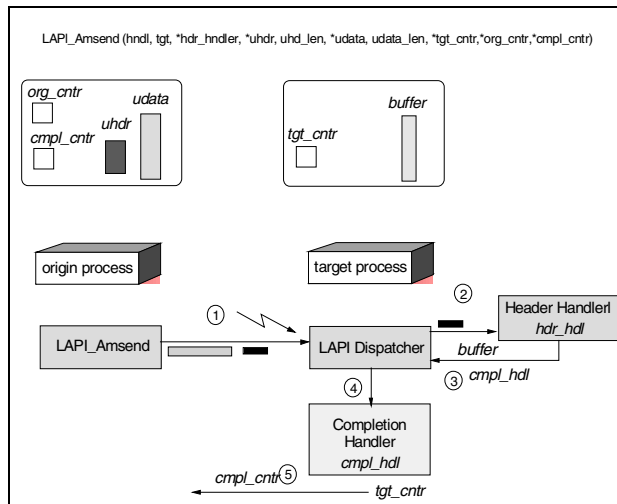 LAPI_Amsend (hndl, tgt, *hdr_hndler, *uhdr, uhd_len, *udata, udata_len, *tgt_cntr,*org_cntr,*cmpl_cntr)
org_cntr
udata
uhdr
cmpl_cntr
buffer
tgt_cntr
origin process
target process
1
2
LAPI_Amsend
LAPI Dispatcher
Header Handlerl
hdr_hdl
buffer
3
cmpl_hdl
4
Completion
Handler
cmpl_hdl
cmpl_cntr 5
tgt_cntr